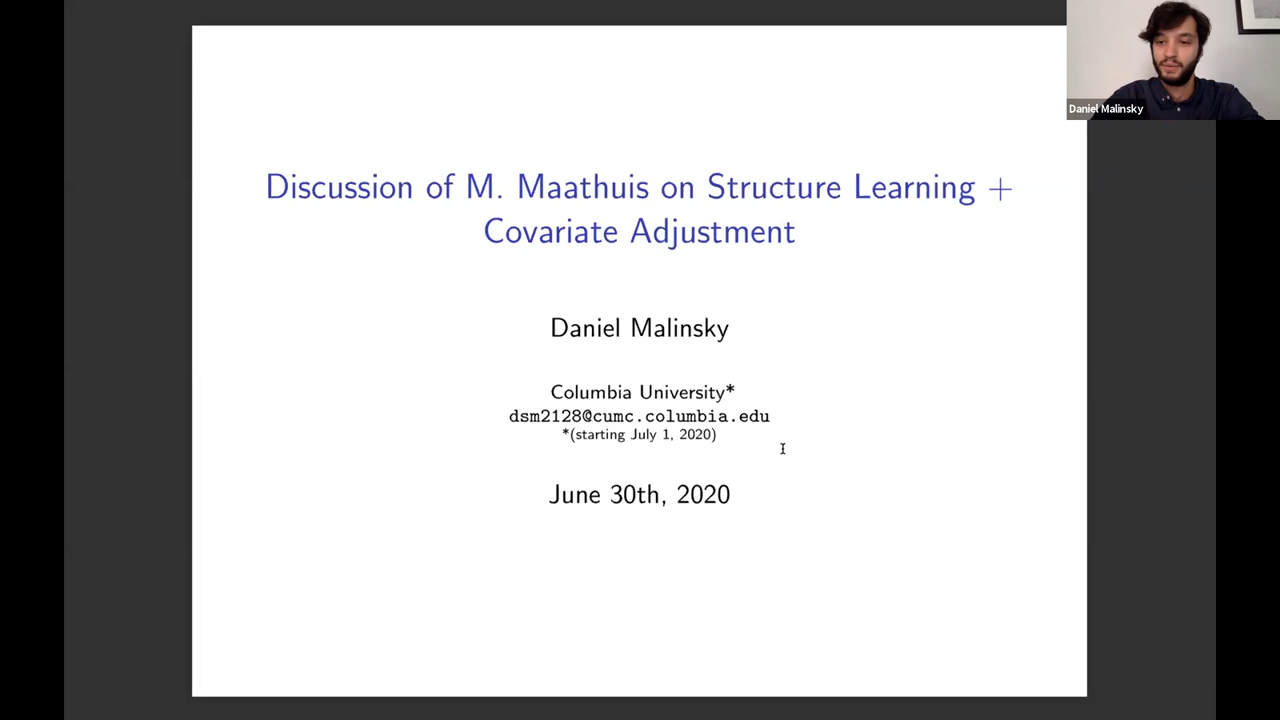 Daniel Malinsky
Discussion of M. Maathuis on Structure Learning +
Covariate Adjustment
Daniel Malinsky
Columbia University*
dsm2128@cumc.columbia.edu
*(starting July 1, 2020)
June 30th, 2020